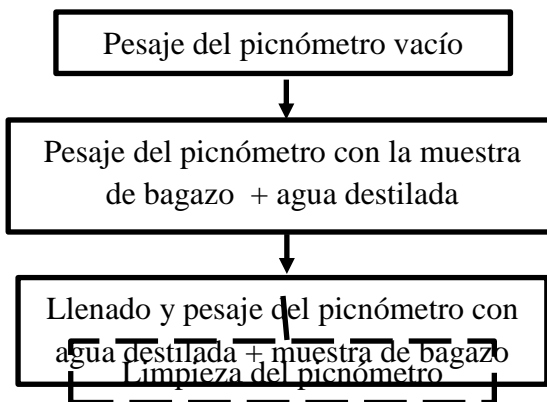 Pesaje del picnómetro vacío
Pesaje del picnómetro con la muestra
de bagazo + agua destilada
Llenado y pesaje del picnómetro con
agua destilada + muestra de bagazo
Limpieza del picnómetro